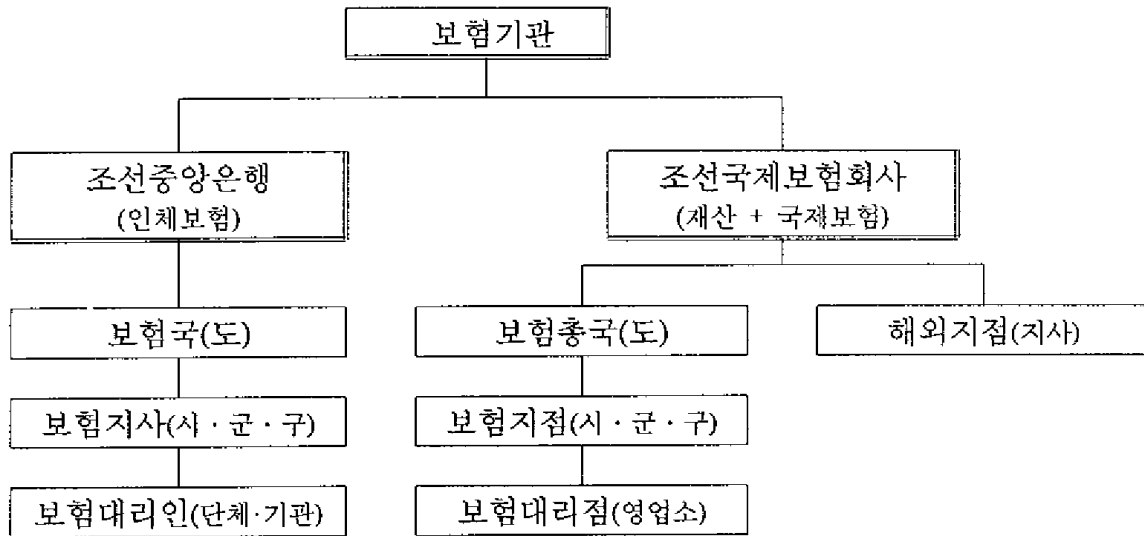 보험기관
조선중앙은행
(인체보험)
조선국제보험회사
(재산 + 국제보험)
보험국(도)
보험총국(도)
해외지점(지사)
보험지사(시·군·구)
보험지점(시·군·구)
보험대리인(단체·기관)
보험대리점(영업소)